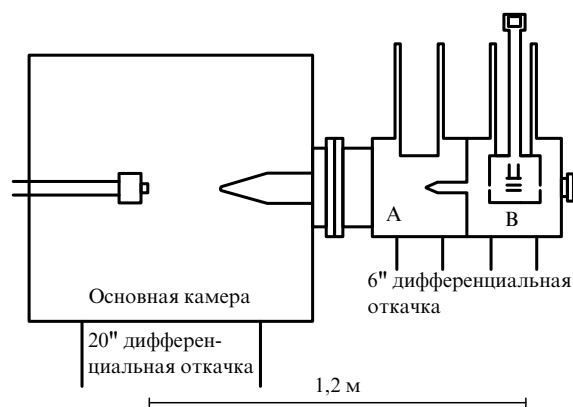 А
В
6" дифференциальная
откачка
Основная камера
20" дифферен-
циальная откачка
1,2 м